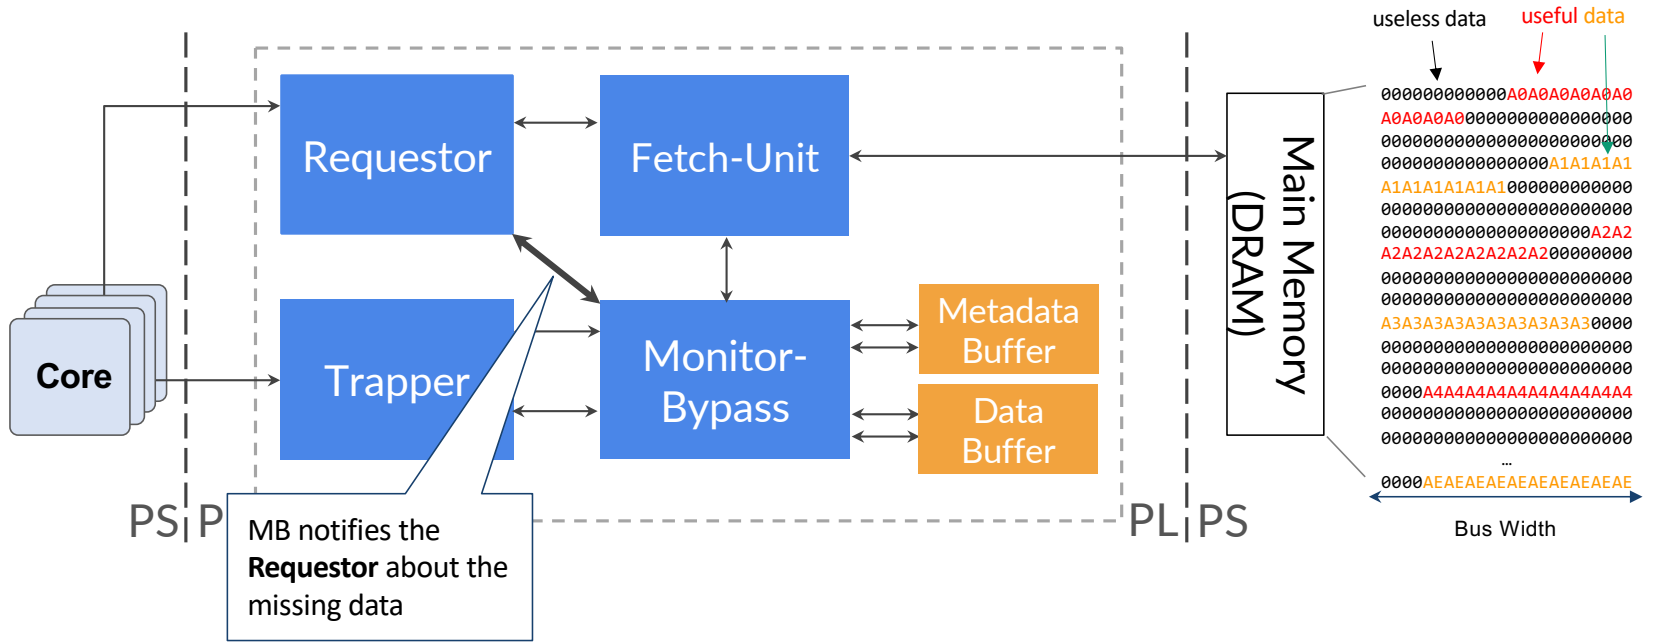 useless data
useful data
Requestor
Fetch-Unit
Trapper
Monitor-
Bypass
Metadata
Buffer
Data
Buffer
Core
PS
P
PL
PS
MB notifies the
Requestor about the
missing data
Main Memory
(DRAM)
000000000000A0A0A0A0A0A0
A0A0A0A00000000000000000
000000000000000000000000
0000000000000000A1A1A1A1
A1A1A1A1A1A1000000000000
000000000000000000000000
00000000000000000000A2A2
A2A2A2A2A2A2A2A200000000
000000000000000000000000
000000000000000000000000
A3A3A3A3A3A3A3A3A3A30000
000000000000000000000000
000000000000000000000000
0000A4A4A4A4A4A4A4A4A4A4
000000000000000000000000
000000000000000000000000
...
0000AEAEAEAEAEAEAEAEAEAE
Bus Width